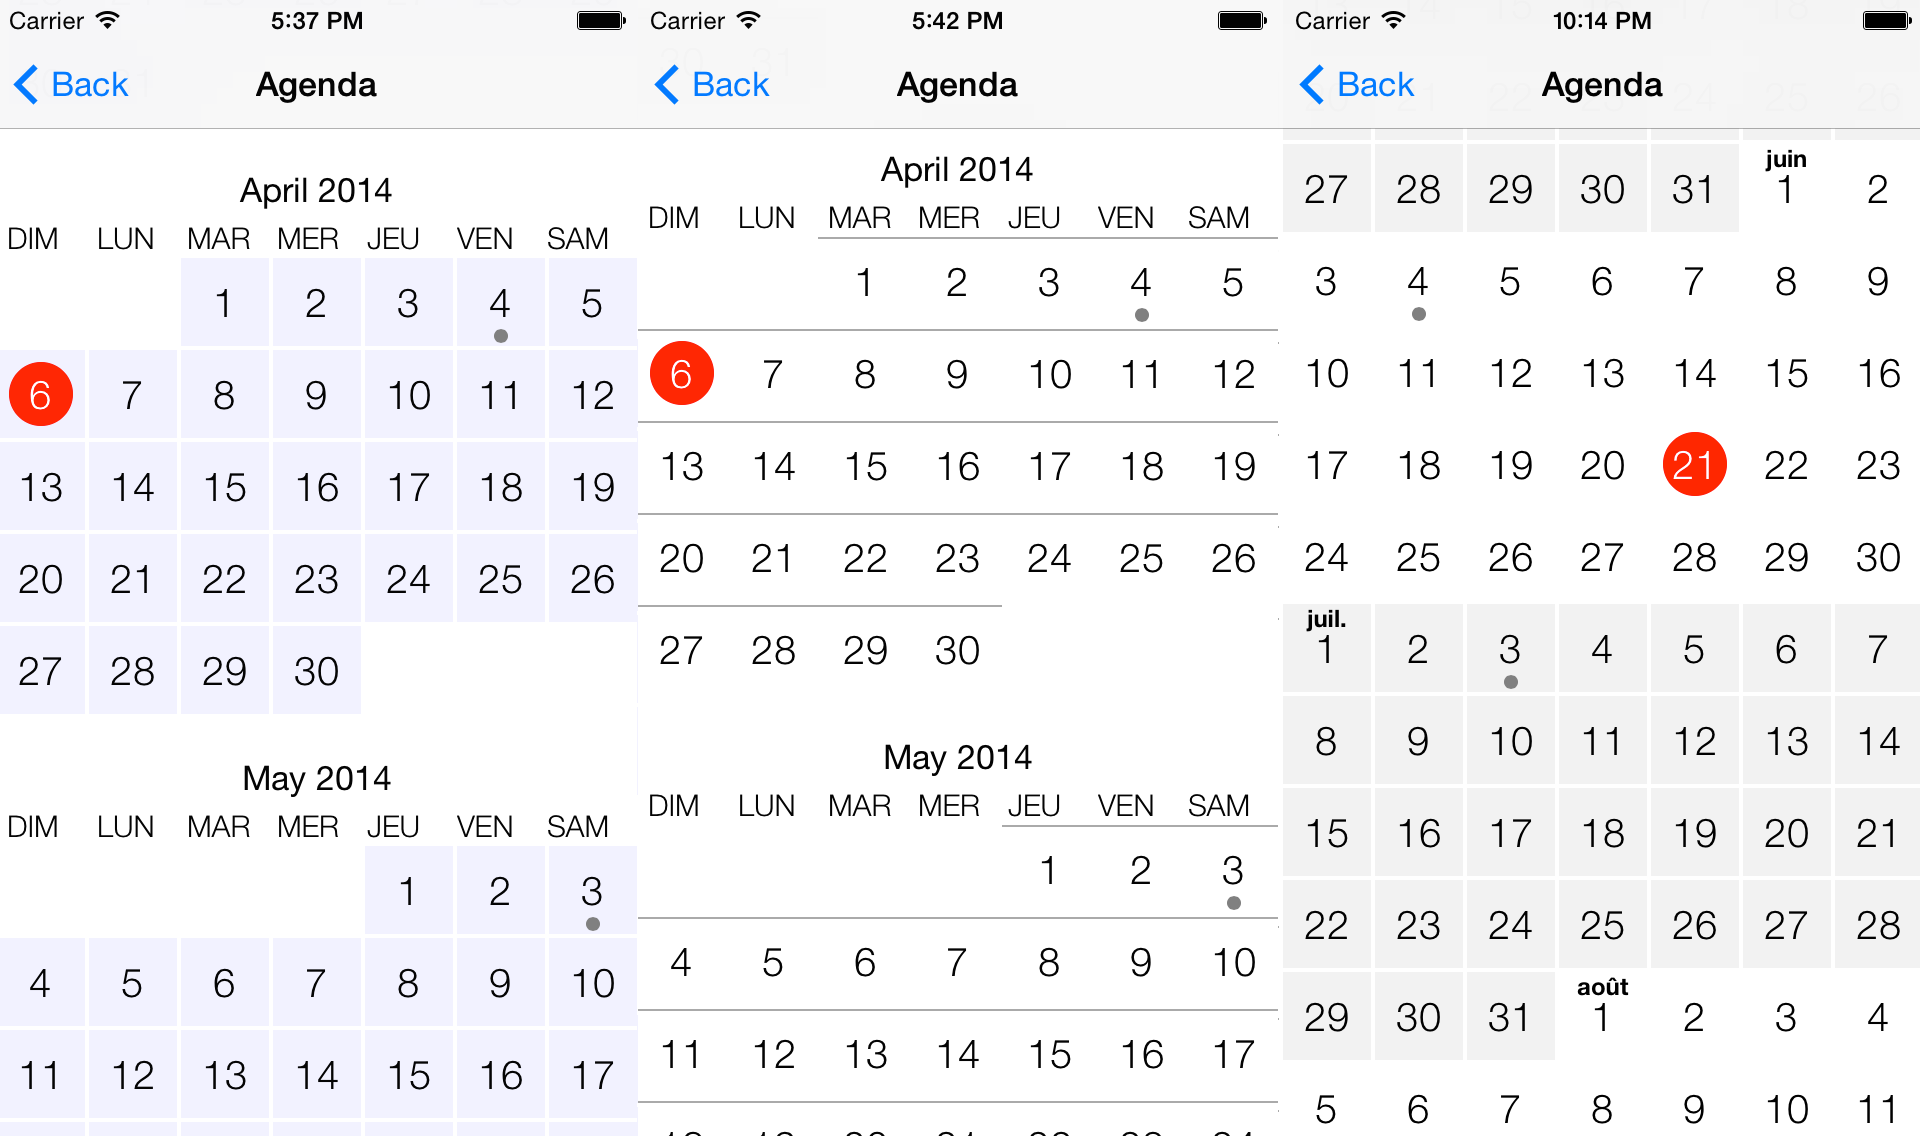 Carrier 5:37 PM
Back Agenda
April 2014
DIM LUN MAR MER JEU VEN SAM
1 2 3 4 5
6 7 8 9 10 11 12
13 14 15 16 17 18 19
20 21 22 23 24 25 26
27 28 29 30
May 2014
DIM LUN MAR MER JEU VEN SAM
1 2 3
4 5 6 7 8 9 10
11 12 13 14 15 16 17
Carrier 5:42 PM
Back Agenda
April 2014
DIM LUN MAR MER JEU VEN SAM
1 2 3 4 5
6 7 8 9 10 11 12
13 14 15 16 17 18 19
20 21 22 23 24 25 26
27 28 29 30
May 2014
DIM LUN MAR MER JEU VEN SAM
1 2 3
4 5 6 7 8 9 10
11 12 13 14 15 16 17
Carrier 10:14 PM
Back Agenda
juin
27 28 29 30 31 1 2
3 4 5 6 7 8 9
10 11 12 13 14 15 16
17 18 19 20 21 22 23
24 25 26 27 28 29 30
juil.
1 2 3 4 5 6 7
8 9 10 11 12 13 14
15 16 17 18 19 20 21
22 23 24 25 26 27 28
août
29 30 31 1 2 3 4
5 6 7 8 9 10 11